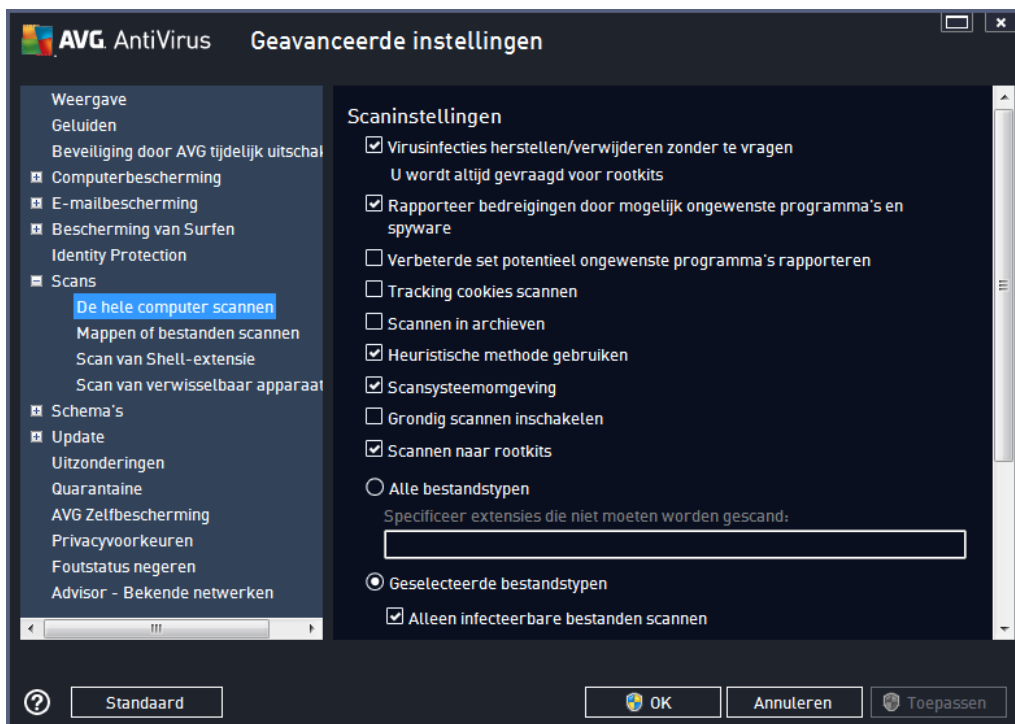 AVG. AntiVirus
Geavanceerde instellingen
Weergave
Geluiden
Beveiliging door AVG tijdelijk uitschak
Computerbescherming
E-mailbescherming
Bescherming van Surfen
Identity Protection
Scans
De hele computer scannen
Mappen of bestanden scannen
Scan van Shell-extensie
Scan van verwisselbaar apparaat
Schema's
Update
Uitzonderingen
Quarantaine
AVG Zelfbescherming
Privacyvoorkeuren
Foutstatus negeren
Advisor - Bekende netwerken
Scaninstellingen
Virusinfecties herstellen/verwijderen zonder te vragen
U wordt altijd gevraagd voor rootkits
Rapporteer bedreigingen door mogelijk ongewenste programma's en
spyware
Verbeterde set potentieel ongewenste programma's rapporteren
Tracking cookies scannen
Scannen in archieven
Heuristische methode gebruiken
Scansysteemomgeving
Grondig scannen inschakelen
Scannen naar rootkits
Alle bestandstypen
Specificeer extensies die niet moeten worden gescand:
Geselecteerde bestandstypen
Alleen infecteerbare bestanden scannen
Standaard
OK
Annuleren
Toepassen